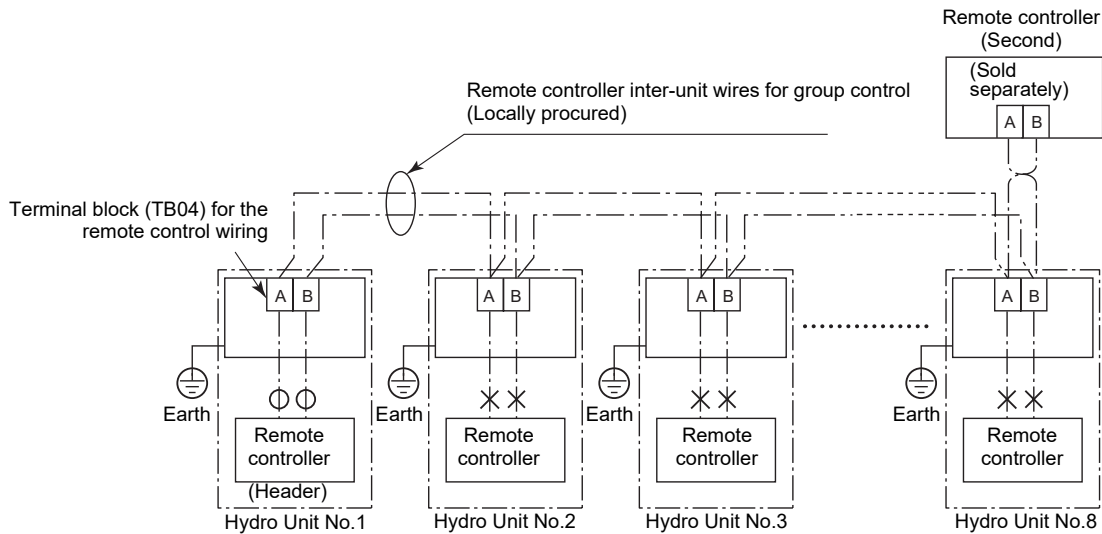 Remote controller
(Second)
(Sold
separately)
A B
Remote controller inter-unit wires for group control
(Locally procured)
Terminal block (TB04) for the
remote control wiring
A B
A B
A B
A B
Earth
Earth
Earth
Earth
Remote
controller
(Header)
Remote
controller
Remote
controller
Remote
controller
Hydro Unit No.1
Hydro Unit No.2
Hydro Unit No.3
Hydro Unit No.8